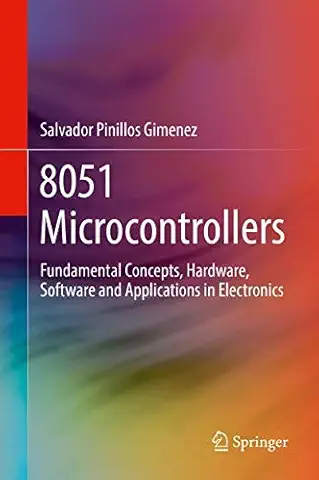 Salvador Pinillos Gimenez
8051
Microcontrollers
Fundamental Concepts, Hardware,
Software and Applications in Electronics
Springer